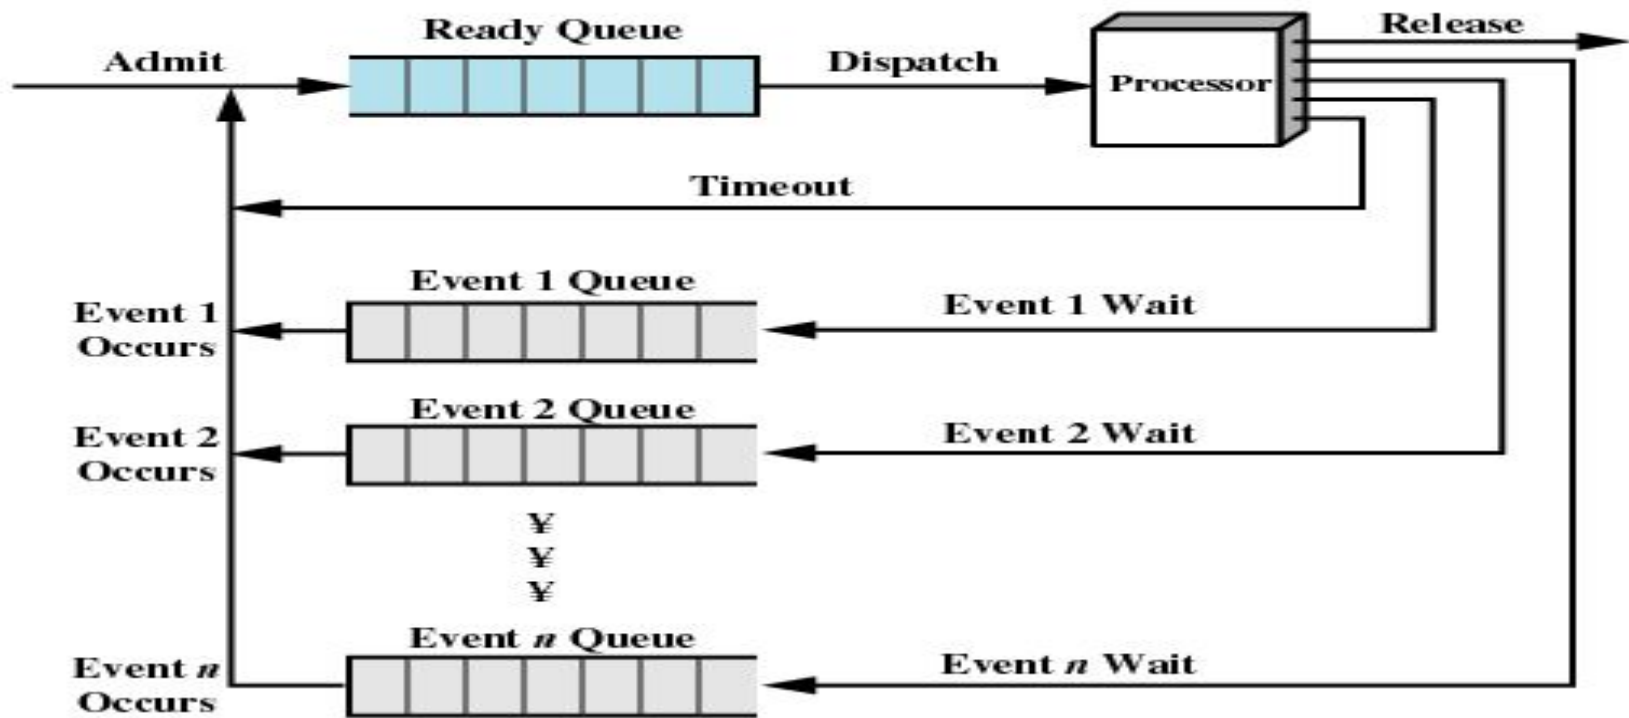 Ready Queue
Release
Admit
Dispatch
Processor
Timeout
Event 1 Queue
Event 1
Occurs
Event 1 Wait
Event 2 Queue
Event 2
Occurs
Event 2 Wait
¥
¥
¥
Event n Queue
Event n
Occurs
Event n Wait